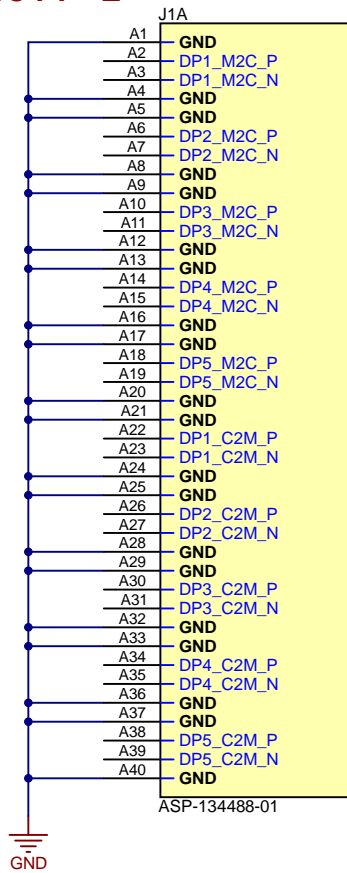 J1A
A1 GND
A2 DP1_M2C_P
A3 DP1_M2C_N
A4 GND
A5 GND
A6 DP2_M2C_P
A7 DP2_M2C_N
A8 GND
A9 GND
A10 DP3_M2C_P
A11 DP3_M2C_N
A12 GND
A13 GND
A14 DP4_M2C_P
A15 DP4_M2C_N
A16 GND
A17 GND
A18 DP5_M2C_P
A19 DP5_M2C_N
A20 GND
A21 GND
A22 DP1_C2M_P
A23 DP1_C2M_N
A24 GND
A25 GND
A26 DP2_C2M_P
A27 DP2_C2M_N
A28 GND
A29 GND
A30 DP3_C2M_P
A31 DP3_C2M_N
A32 GND
A33 GND
A34 DP4_C2M_P
A35 DP4_C2M_N
A36 GND
A37 GND
A38 DP5_C2M_P
A39 DP5_C2M_N
A40 GND
ASP-134488-01
GND